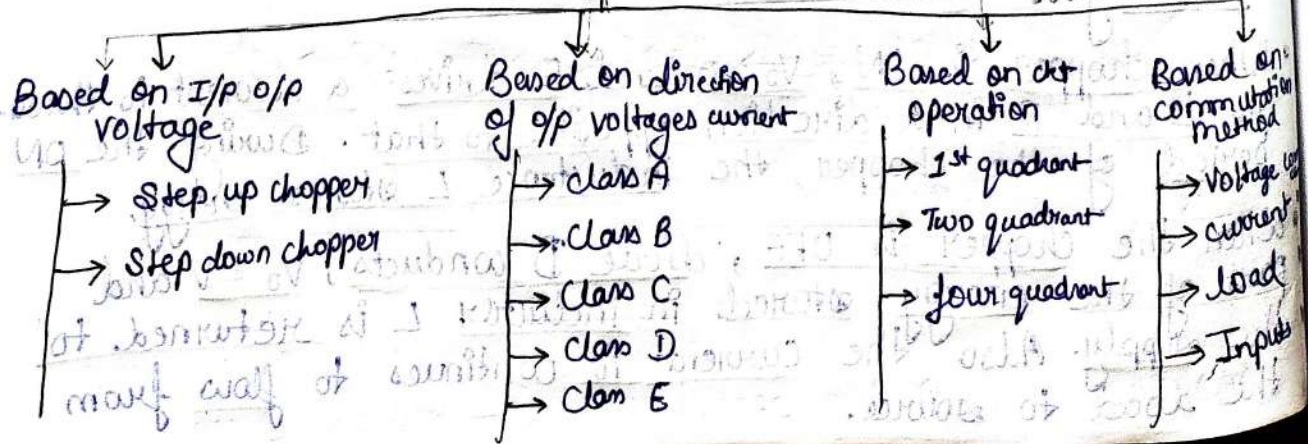 Based on I/P O/P
voltage
→ Step up chopper
→ Step down chopper
Based on direction
of O/P voltages current
→ Class A
→ Class B
→ Class C
→ Class D
→ Class E
Based on ckt
operation
→ 1st quadrant
→ Two quadrant
→ four quadrant
Based on
commutation
method
→ Voltage
→ current
→ load
→ Inputs